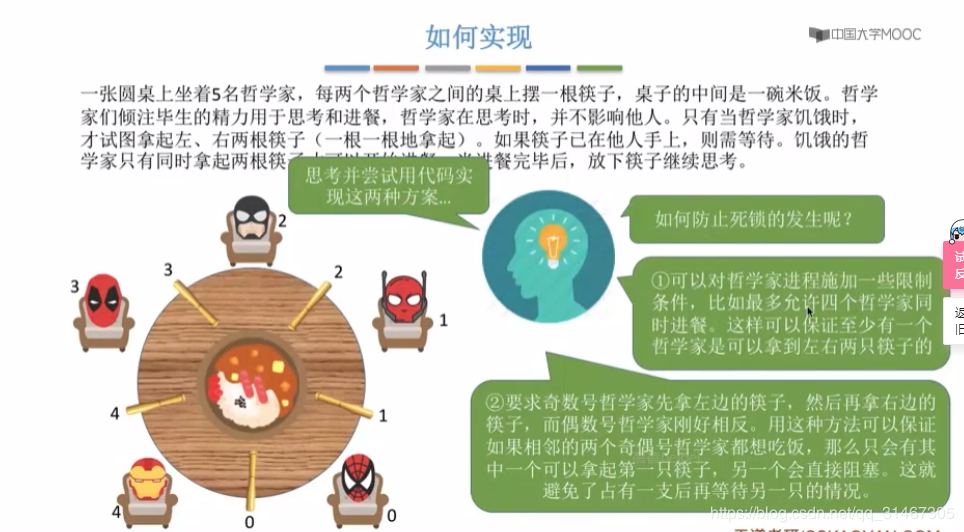 如何实现
中国大学MOOC
一张圆桌上坐着5名哲学家，每两个哲学家之间的桌上摆一根筷子，桌子的中间是一碗米饭。哲学
家们倾注毕生的精力用于思考和进餐，哲学家在思考时，并不影响他人。只有当哲学家饥饿时，
才试图拿起左、右两根筷子（一根一根地拿起）。如果筷子已在他人手上，则需等待。饥饿的哲
学家只有同时拿起两根筷 进餐完毕后，放下筷子继续思考。
思考并尝试用代码实
现这两种方案...
如何防止死锁的发生呢？
①可以对哲学家进程施加一些限制
条件，比如最多允许四个哲学家同
时进餐。这样可以保证至少有一个
哲学家是可以拿到左右两只筷子的
②要求奇数号哲学家先拿左边的筷子，然后再拿右边的
筷子，而偶数号哲学家刚好相反。用这种方法可以保证
如果相邻的两个奇偶号哲学家都想吃饭，那么只会有其
中一个可以拿起第一只筷子，另一个会直接阻塞。这就
避免了占有一支后再等待另一只的情况。
2
3
2
3
1
4
1
4
0
0
试
返
旧
https://blog.csdn.net/qq_31467305